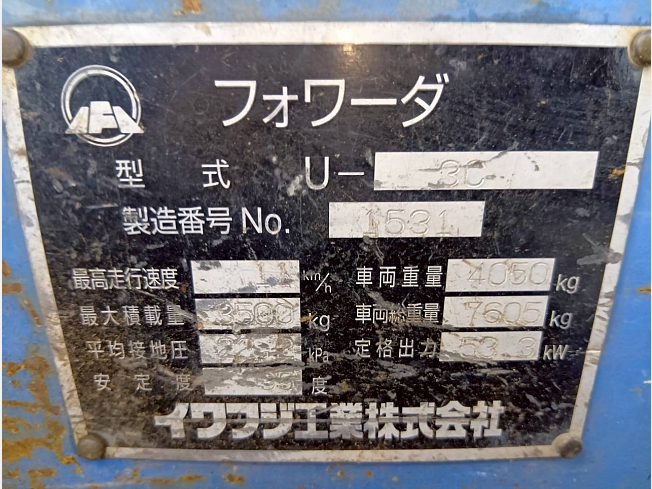 フォワーダ
型式 U-3C
製造番号 No. 1531
最高走行速度 11 km/h 車両重量 4050 kg
最大積載量 3500 kg 車両総重量 7605 kg
平均接地圧 kPa 定格出力 53.3 kW
安定度 度
イワフジ工業株式会社